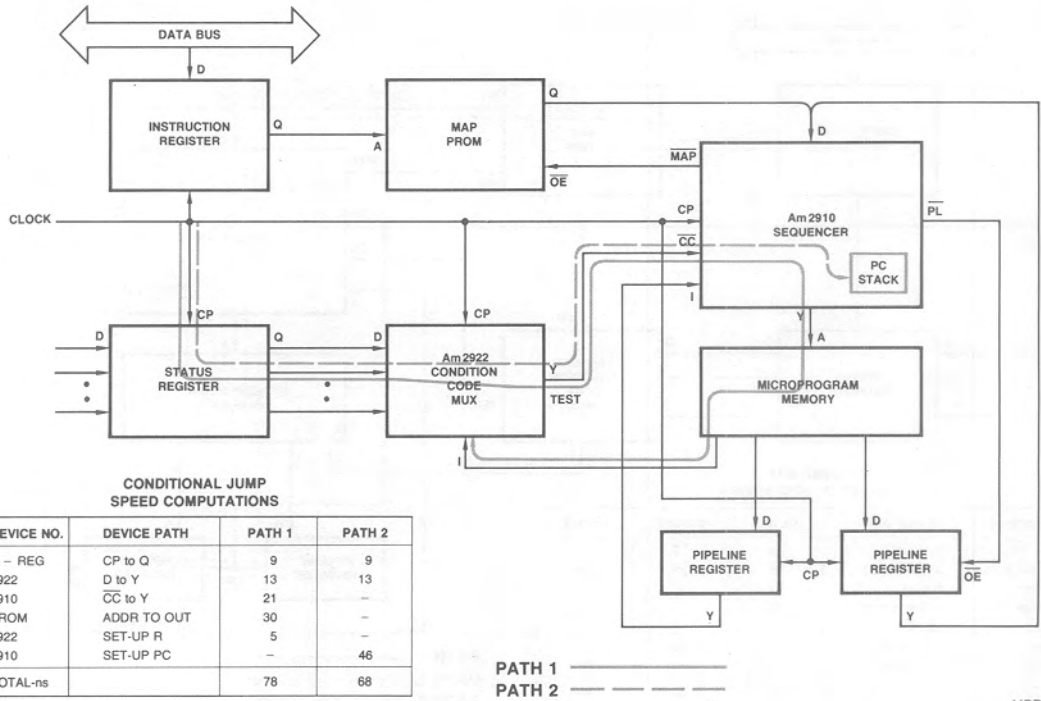 DATA BUS
D
INSTRUCTION
REGISTER
Q
A
MAP
PROM
Q
OE
MAP
D
CLOCK
CP
CC
I
Am2910
SEQUENCER
PL
PC
STACK
Y
A
MICROPROGRAM
MEMORY
CP
D
STATUS
REGISTER
Q
CP
D
Am2922
CONDITION
CODE
MUX
Y
TEST
I
D
D
PIPELINE
REGISTER
CP
PIPELINE
REGISTER
OE
Y
Y
CONDITIONAL JUMP
SPEED COMPUTATIONS
EVICE NO. DEVICE PATH PATH 1 PATH 2
– REG CP to Q 9 9
922 D to Y 13 13
910 CC to Y 21 –
ROM ADDR TO OUT 30 –
922 SET-UP R 5 –
910 SET-UP PC – 46
OTAL-ns 78 68
PATH 1
PATH 2